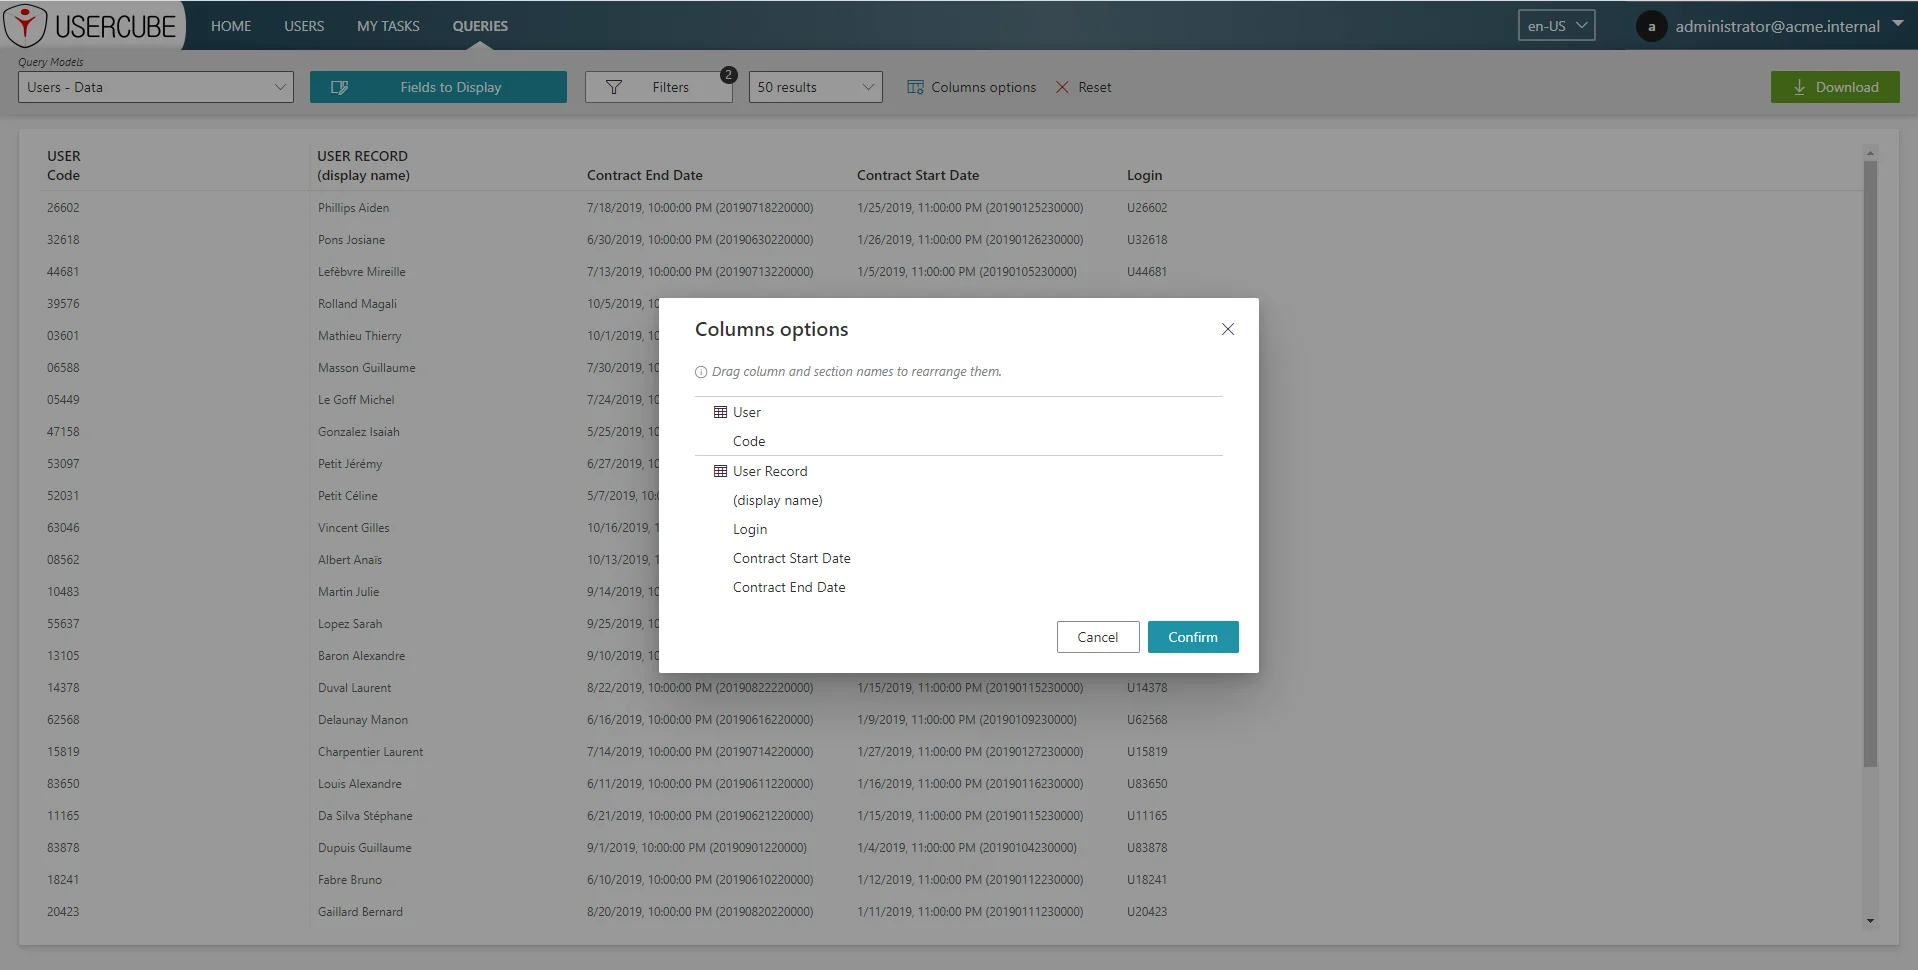 USERCUBE
HOME USERS MY TASKS QUERIES en-US a administrator@acme.internal
Query Models
Users - Data Fields to Display Filters 2 50 results Columns options Reset Download
USER USER RECORD
Code (display name) Contract End Date Contract Start Date Login
26602 Phillips Aiden 7/18/2019, 10:00:00 PM (20190718220000) 1/25/2019, 11:00:00 PM (20190125230000) U26602
32618 Pons Josiane 6/30/2019, 10:00:00 PM (20190630220000) 1/26/2019, 11:00:00 PM (20190126230000) U32618
44681 Lefèbvre Mireille 7/13/2019, 10:00:00 PM (20190713220000) 1/5/2019, 11:00:00 PM (20190105230000) U44681
39576 Rolland Magali 10/5/2019, 10
03601 Mathieu Thierry 10/1/2019, 10
06588 Masson Guillaume 7/30/2019, 10
05449 Le Goff Michel 7/24/2019, 10
47158 Gonzalez Isaiah 5/25/2019, 10
53097 Petit Jérémy 6/27/2019, 10
52031 Petit Céline 5/7/2019, 10:
63046 Vincent Gilles 10/16/2019, 1
08562 Albert Anaïs 10/13/2019, 1
10483 Martin Julie 9/14/2019, 10
55637 Lopez Sarah 9/25/2019, 10
13105 Baron Alexandre 9/10/2019, 10
14378 Duval Laurent 8/22/2019, 10:00:00 PM (20190822220000) 1/15/2019, 11:00:00 PM (20190115230000) U14378
62568 Delaunay Manon 6/16/2019, 10:00:00 PM (20190616220000) 1/9/2019, 11:00:00 PM (20190109230000) U62568
15819 Charpentier Laurent 7/14/2019, 10:00:00 PM (20190714220000) 1/27/2019, 11:00:00 PM (20190127230000) U15819
83650 Louis Alexandre 6/11/2019, 10:00:00 PM (20190611220000) 1/16/2019, 11:00:00 PM (20190116230000) U83650
11165 Da Silva Stéphane 6/21/2019, 10:00:00 PM (20190621220000) 1/15/2019, 11:00:00 PM (20190115230000) U11165
83878 Dupuis Guillaume 9/1/2019, 10:00:00 PM (20190901220000) 1/4/2019, 11:00:00 PM (20190104230000) U83878
18241 Fabre Bruno 6/10/2019, 10:00:00 PM (20190610220000) 1/12/2019, 11:00:00 PM (20190112230000) U18241
20423 Gaillard Bernard 8/20/2019, 10:00:00 PM (20190820220000) 1/11/2019, 11:00:00 PM (20190111230000) U20423
Columns options
Drag column and section names to rearrange them.
User
Code
User Record
(display name)
Login
Contract Start Date
Contract End Date
Cancel Confirm